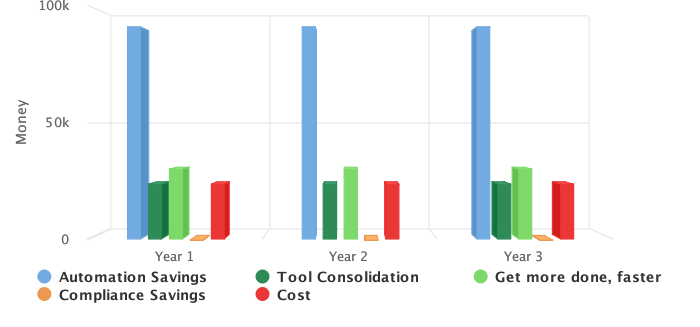 100k
50k
0
Money
Year 1
Year 2
Year 3
Automation Savings
Tool Consolidation
Get more done, faster
Compliance Savings
Cost